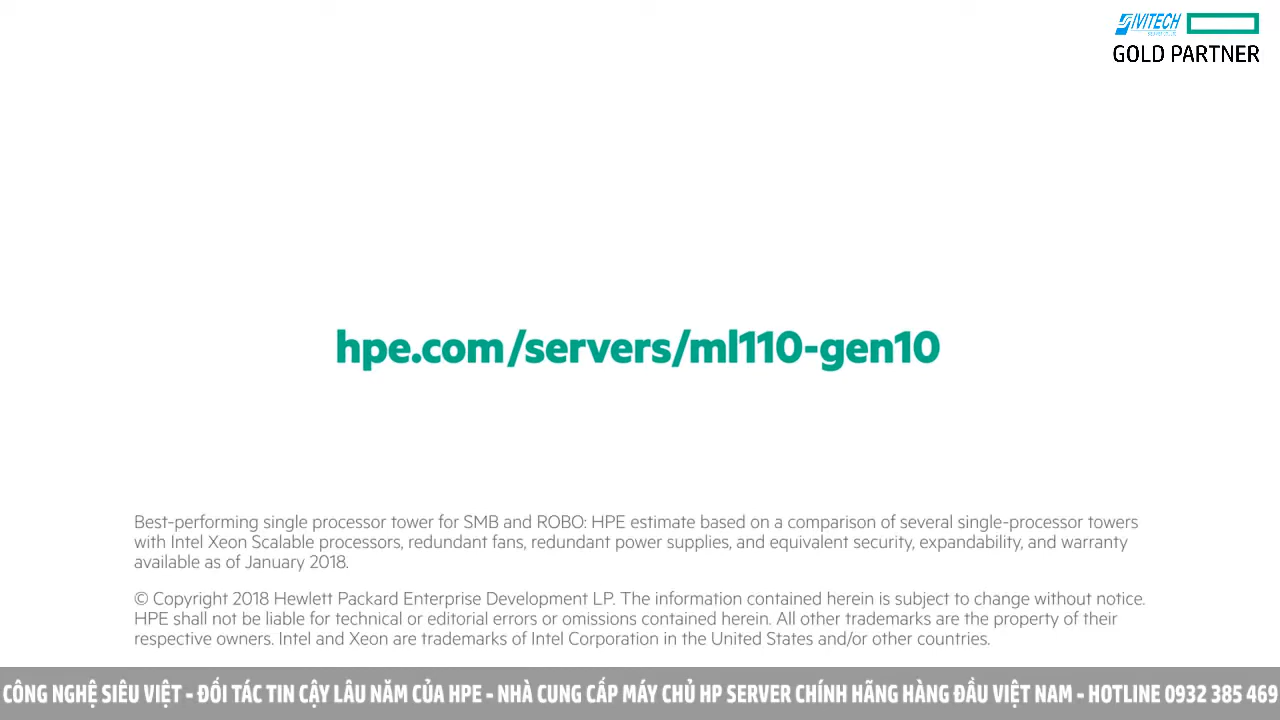 SIVITECH
GOLD PARTNER
hpe.com/servers/ml110-gen10
Best-performing single processor tower for SMB and ROBO: HPE estimate based on a comparison of several single-processor towers
with Intel Xeon Scalable processors, redundant fans, redundant power supplies, and equivalent security, expandability, and warranty
available as of January 2018.
© Copyright 2018 Hewlett Packard Enterprise Development LP. The information contained herein is subject to change without notice.
HPE shall not be liable for technical or editorial errors or omissions contained herein. All other trademarks are the property of their
respective owners. Intel and Xeon are trademarks of Intel Corporation in the United States and/or other countries.
CÔNG NGHỆ SIÊU VIỆT - ĐỐI TÁC TIN CẬY LÂU NĂM CỦA HPE - NHÀ CUNG CẤP MÁY CHỦ HP SERVER CHÍNH HÃNG HÀNG ĐẦU VIỆT NAM - HOTLINE 0932 385 469